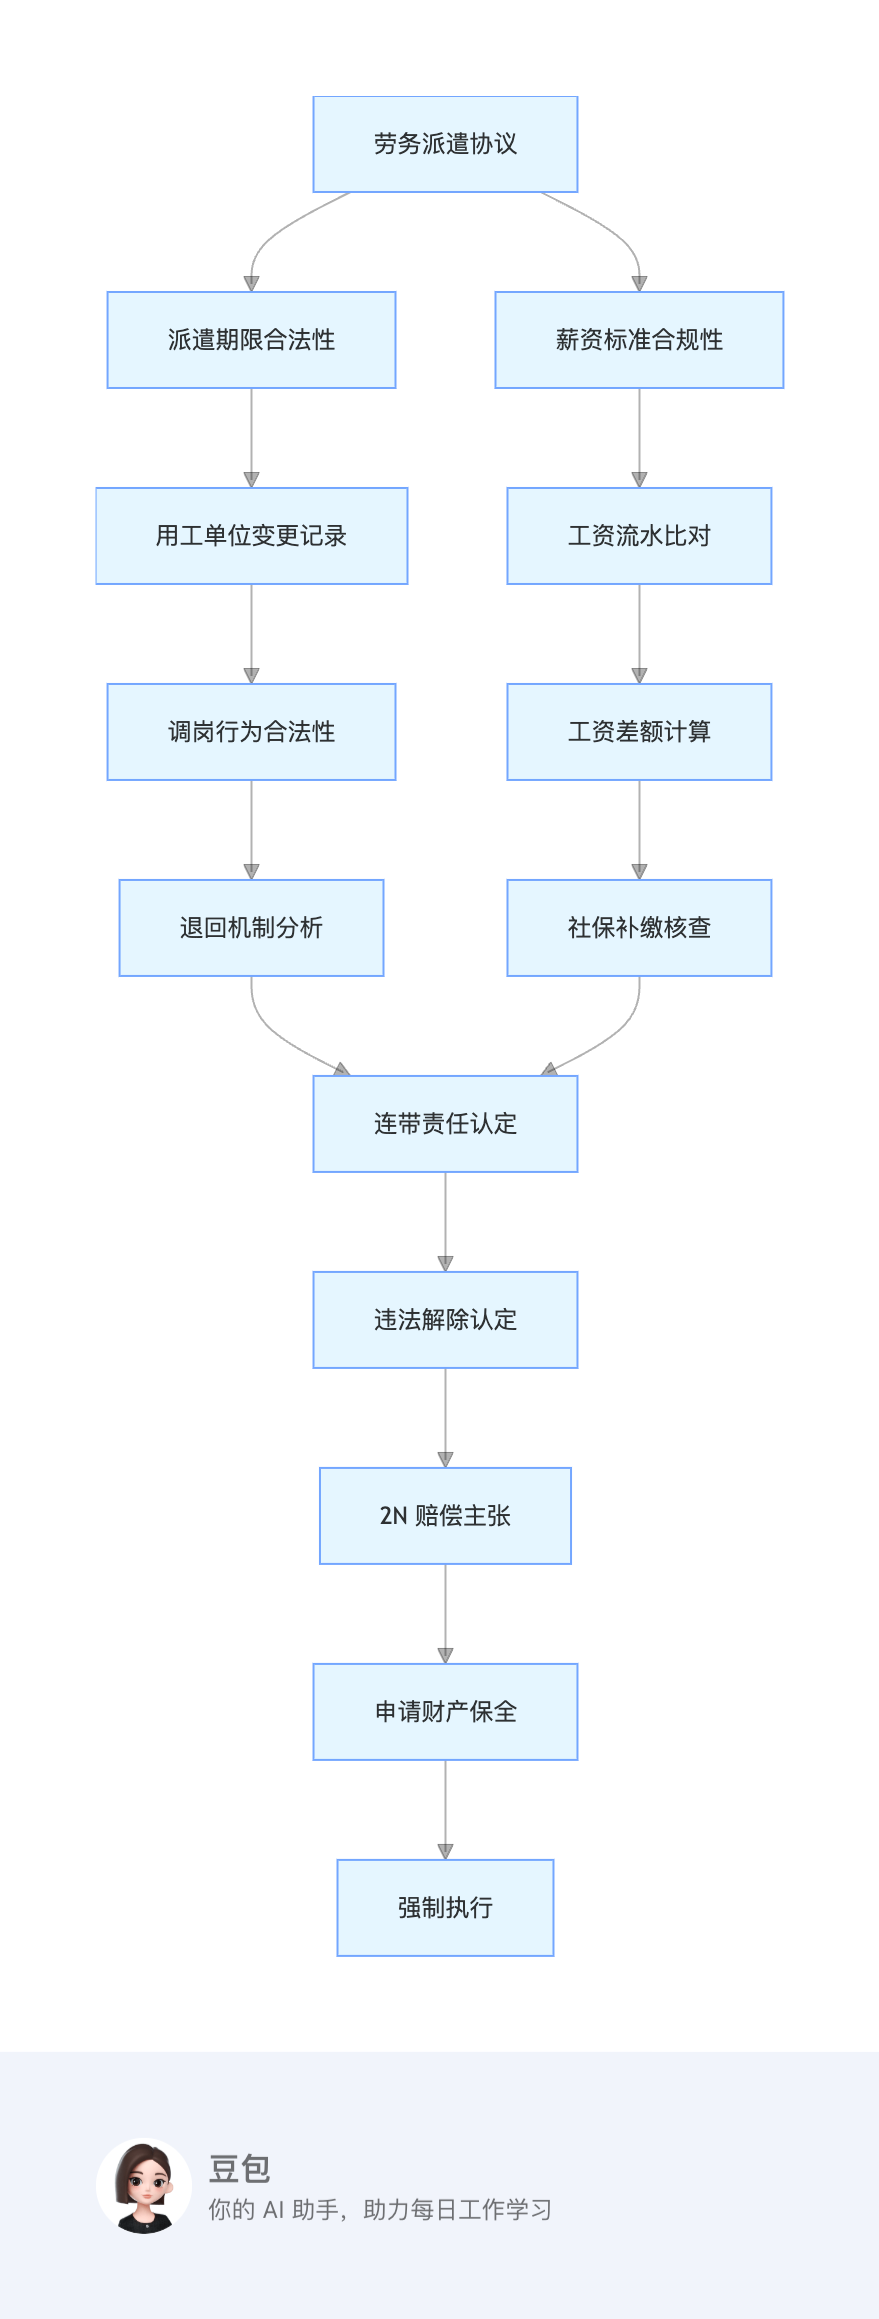 劳务派遣协议
派遣期限合法性
薪资标准合规性
用工单位变更记录
工资流水比对
调岗行为合法性
工资差额计算
退回机制分析
社保补缴核查
连带责任认定
违法解除认定
2N 赔偿主张
申请财产保全
强制执行
豆包
你的 AI 助手，助力每日工作学习